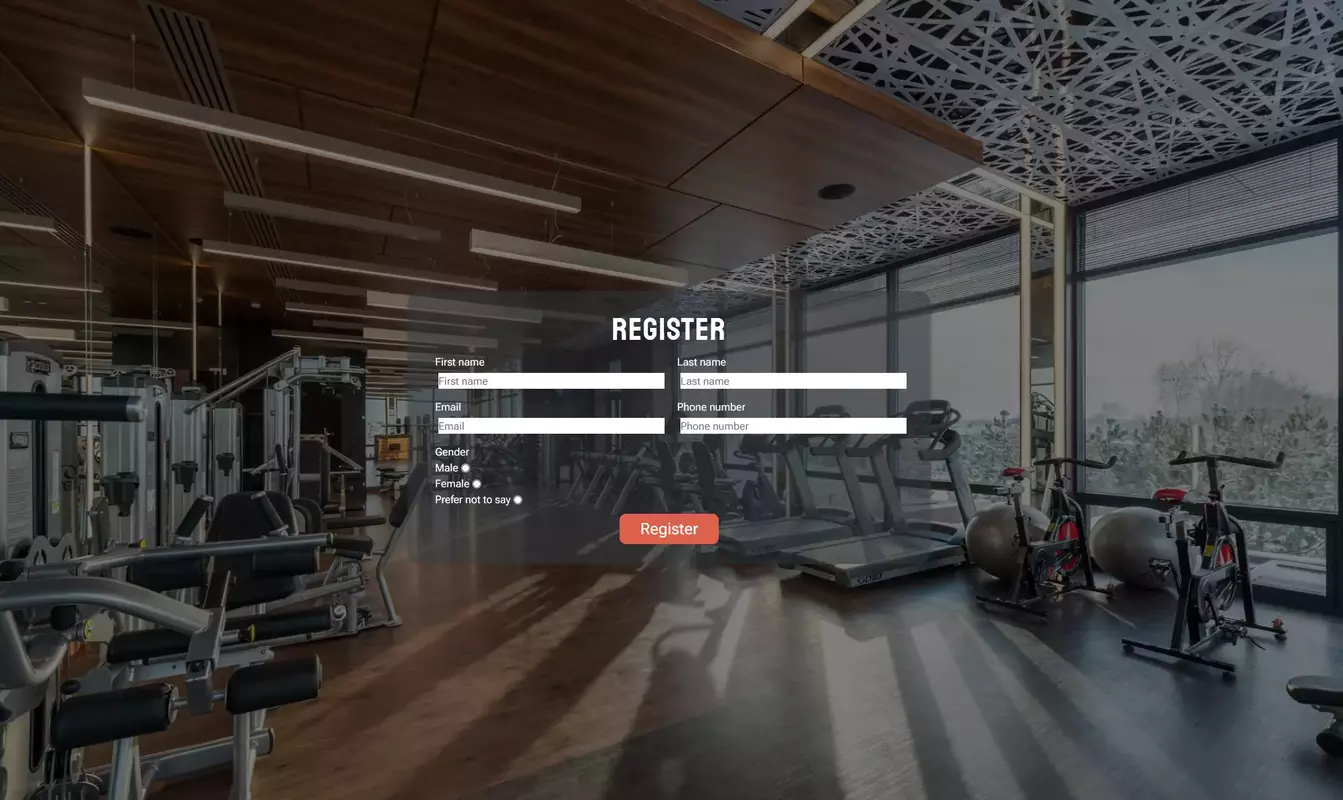 REGISTER
First name Last name
First name Last name
Email Phone number
Email Phone number
Gender
Male
Female
Prefer not to say
Register